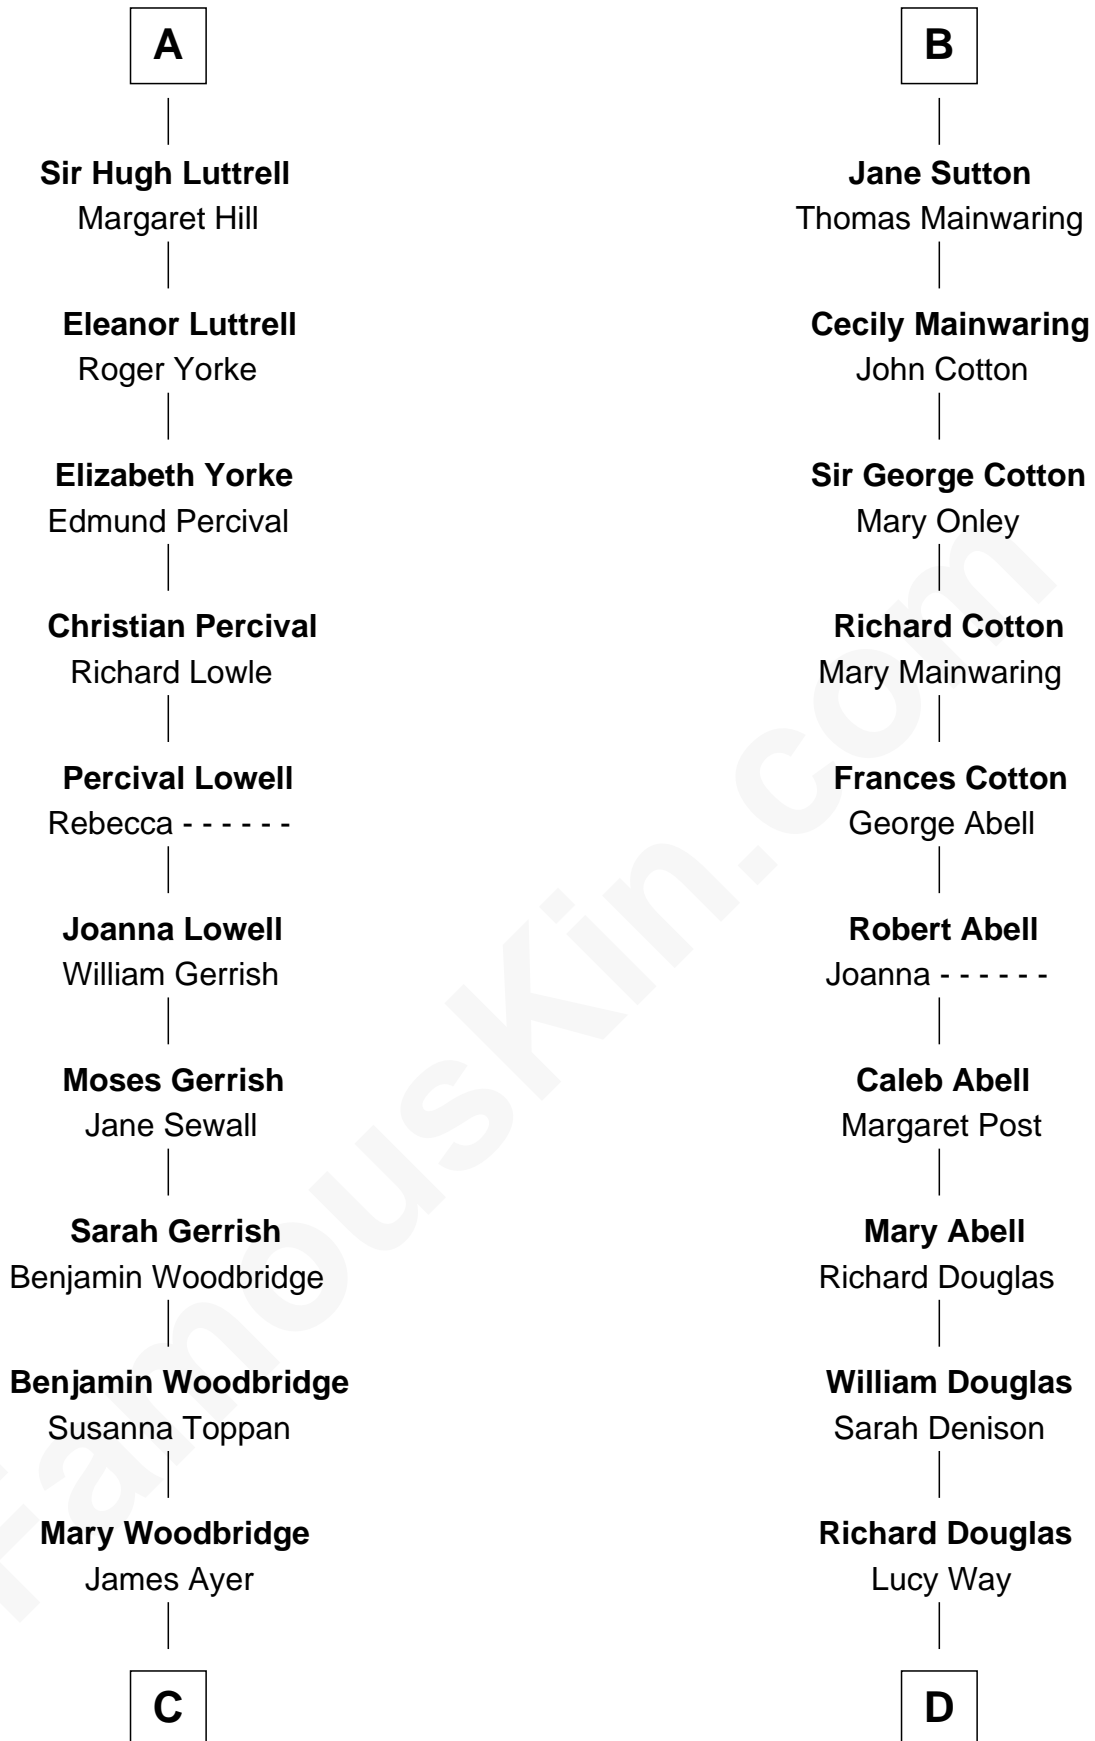 A
Sir Hugh Luttrell
Margaret Hill
Eleanor Luttrell
Roger Yorke
Elizabeth Yorke
Edmund Percival
Christian Percival
Richard Lowle
Percival Lowell
Rebecca - - - - - -
Joanna Lowell
William Gerrish
Moses Gerrish
Jane Sewall
Sarah Gerrish
Benjamin Woodbridge
Benjamin Woodbridge
Susanna Toppan
Mary Woodbridge
James Ayer
C
B
Jane Sutton
Thomas Mainwaring
Cecily Mainwaring
John Cotton
Sir George Cotton
Mary Onley
Richard Cotton
Mary Mainwaring
Frances Cotton
George Abell
Robert Abell
Joanna - - - - - -
Caleb Abell
Margaret Post
Mary Abell
Richard Douglas
William Douglas
Sarah Denison
Richard Douglas
Lucy Way
D
FamousKin.com